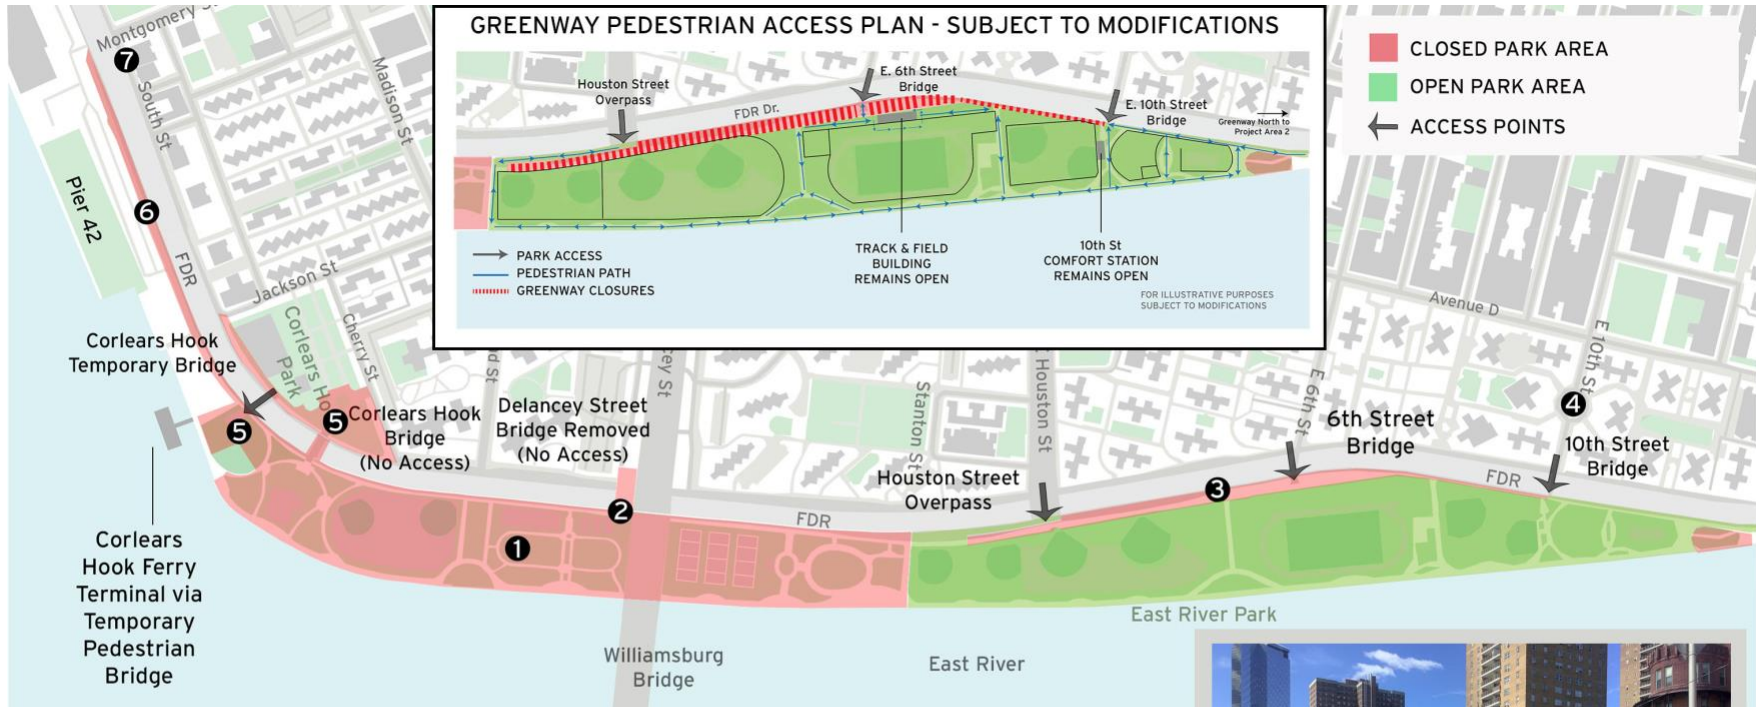 GREENWAY PEDESTRIAN ACCESS PLAN - SUBJECT TO MODIFICATIONS
Houston Street
Overpass
FDR Dr.
E. 6th Street
Bridge
E. 10th Street
Bridge
Greenway North to
Project Area 2
PARK ACCESS
PEDESTRIAN PATH
GREENWAY CLOSURES
TRACK & FIELD
BUILDING
REMAINS OPEN
10th St
COMFORT STATION
REMAINS OPEN
FOR ILLUSTRATIVE PURPOSES
SUBJECT TO MODIFICATIONS
CLOSED PARK AREA
OPEN PARK AREA
ACCESS POINTS
Montgomery S
7
South St
Madison St
6
Pier 42
FDR
Jackson St
Cherry St
Corlears Ho
Park
Corlears Hook
Temporary Bridge
5
5
Corlears Hook
Bridge
(No Access)
Delancey Street
Bridge Removed
(No Access)
d St
cey St
2
1
FDR
Stanton St
Houston St
Houston Street
Overpass
3
E 6th St
6th Street
Bridge
Avenue D
E 10th St
4
10th Street
Bridge
FDR
Corlears
Hook Ferry
Terminal via
Temporary
Pedestrian
Bridge
Williamsburg
Bridge
East River
East River Park